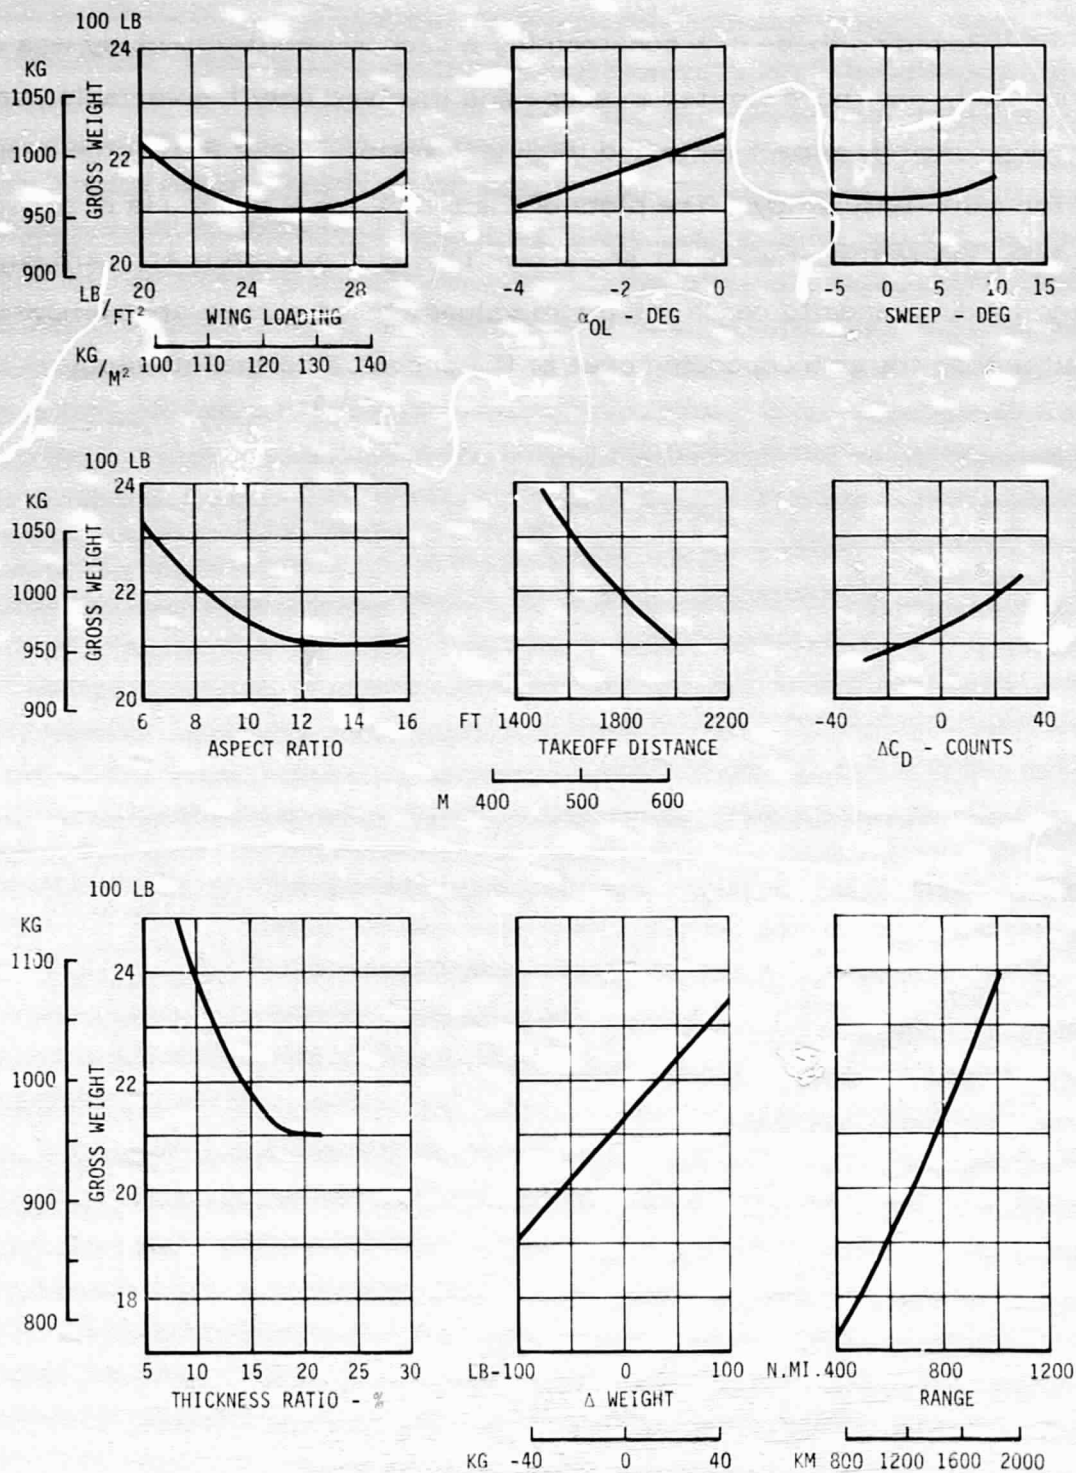 100 LB
24
KG
1050
1000
950
900
GROSS WEIGHT
22
20
LB/FT²
20 24 28
WING LOADING
KG/M²
100 110 120 130 140
-4 -2 0
αOL - DEG
-5 0 5 10 15
SWEEP - DEG
100 LB
24
KG
1050
1000
950
900
GROSS WEIGHT
22
20
6 8 10 12 14 16
ASPECT RATIO
FT 1400 1800 2200
TAKEOFF DISTANCE
M 400 500 600
-40 0 40
ΔCD - COUNTS
100 LB
KG
1100
1000
900
800
GROSS WEIGHT
24
22
20
18
5 10 15 20 25 30
THICKNESS RATIO - %
LB-100 0 100
Δ WEIGHT
KG -40 0 40
N.MI. 400 800 1200
RANGE
KM 800 1200 1600 2000